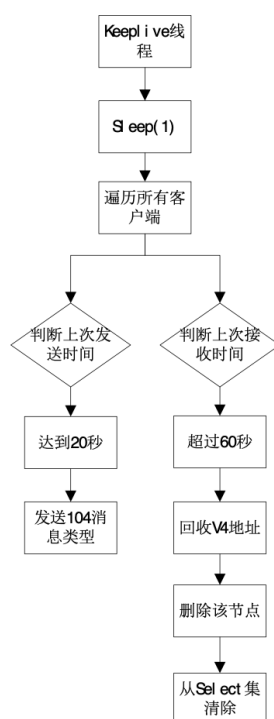 Keeplive线
程
Sleep(1)
遍历所有客
户端
判断上次发
送时间
判断上次接
收时间
达到20秒
超过60秒
发送104消
息类型
回收V4地址
删除该节点
从Select集
清除